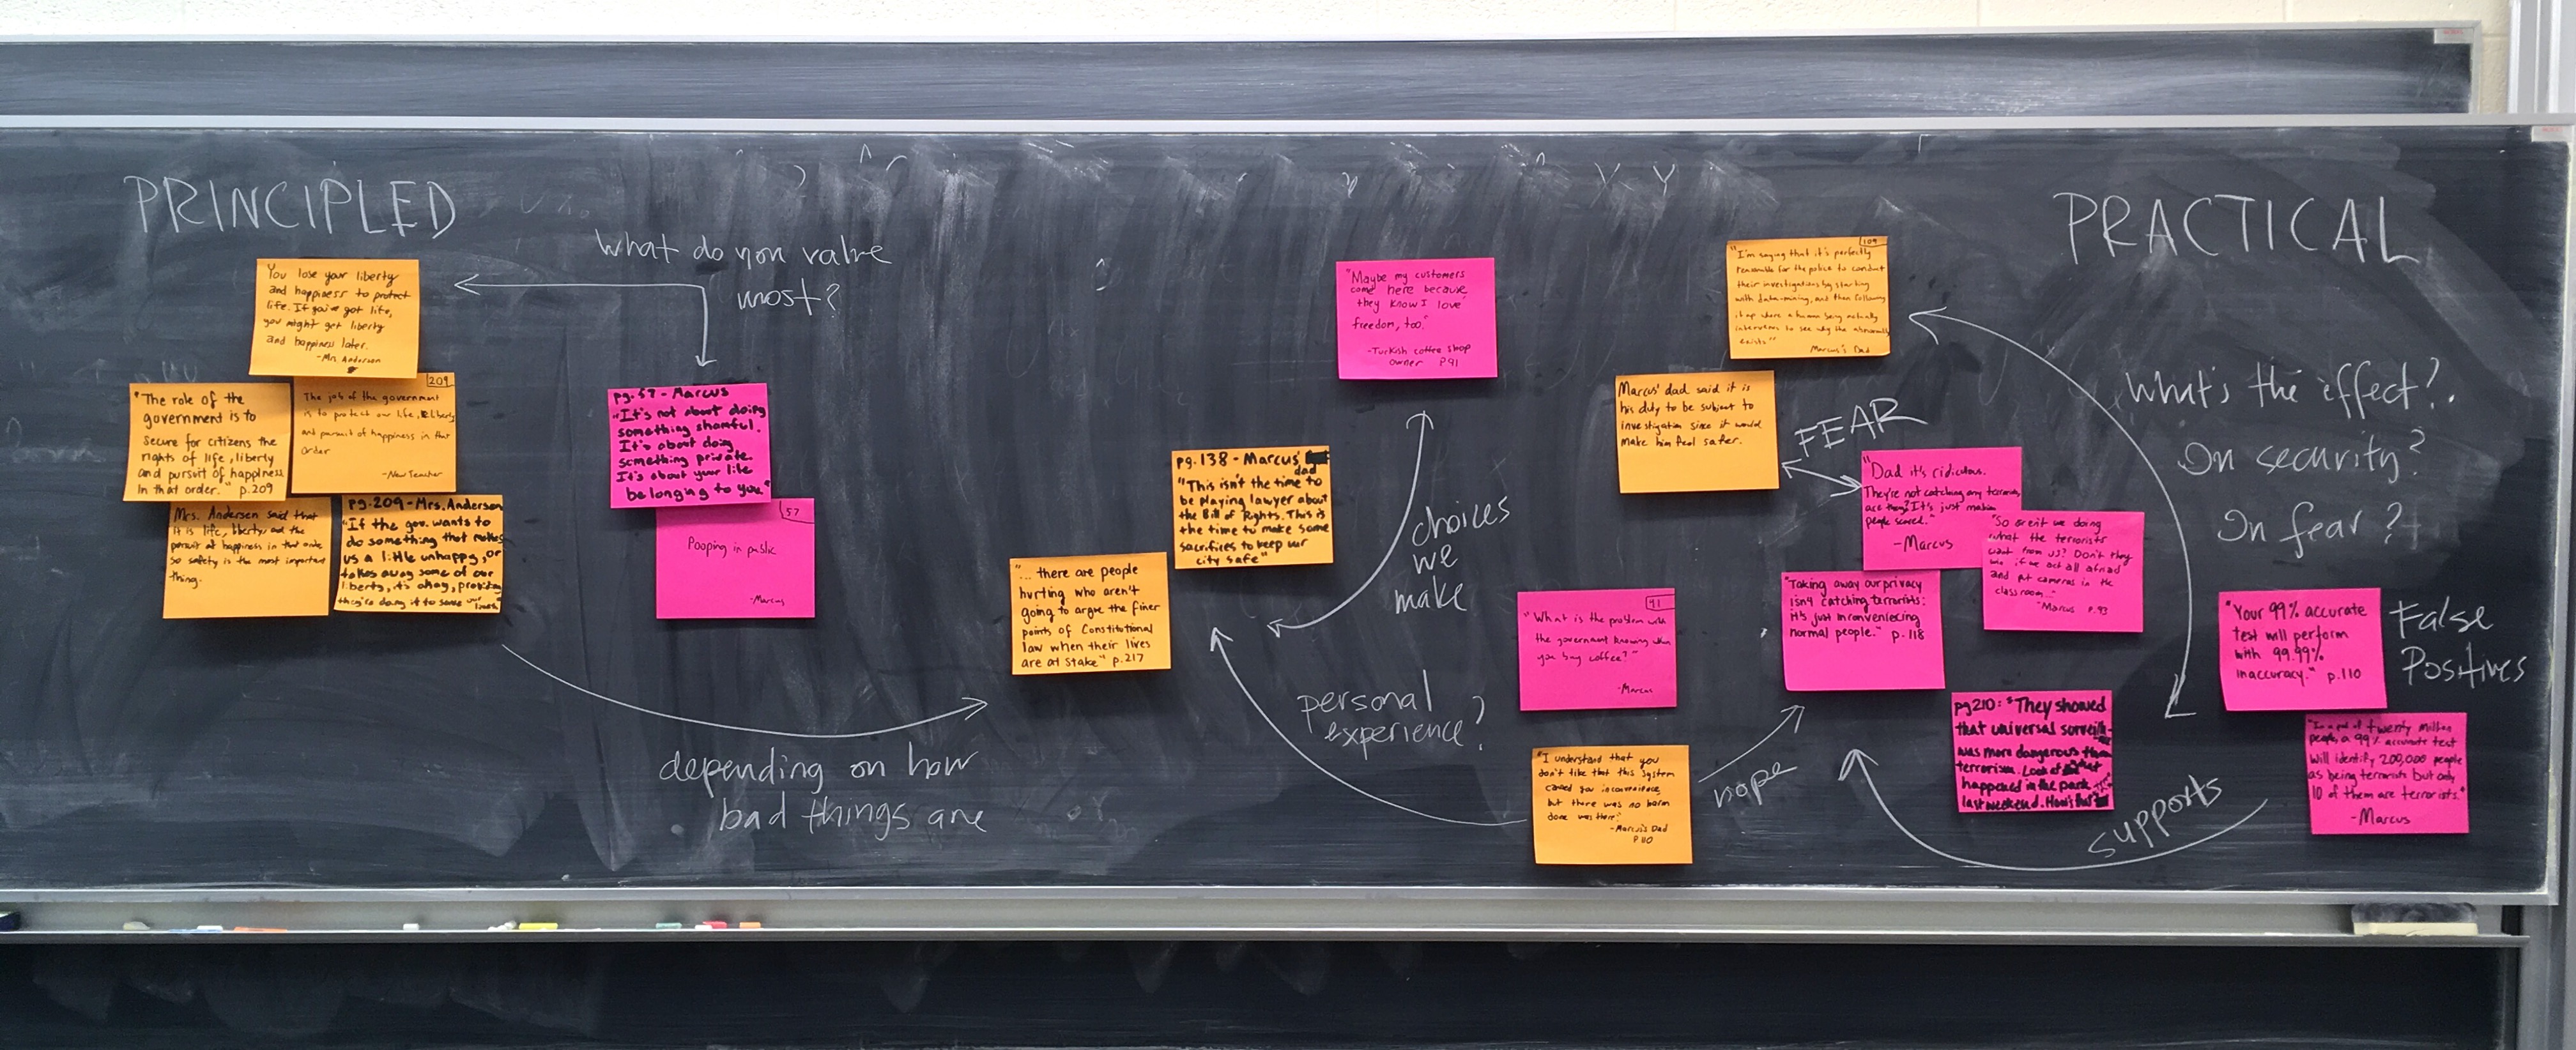 PRINCIPLED
You lose your liberty
and happiness to protect
life. If you've got life,
you might get liberty
and happiness later.
-Mrs Anderson
"The role of the
government is to
secure for citizens the
rights of life, liberty
and pursuit of happiness
in that order." p.209
209
The job of the government
is to protect our life, liberty
and pursuit of happiness in that
order
-New Teacher
Mrs. Andersen said that
it is life, liberty and the
pursuit of happiness in that order
so safety is the most important
thing.
pg. 209 - Mrs. Anderson
"If the gov. wants to
do something that makes
us a little unhappy, or
takes away some of our
liberty, it's okay, providing
they're doing it to save our lives"
what do you value
most?
pg. 57 - Marcus
"It's not about doing
something shameful.
It's about doing
something private.
It's about your life
belonging to you."
57
Pooping in public
-Marcus
depending on how
bad things are
"... there are people
hurting who aren't
going to argue the finer
points of Constitutional
law when their lives
are at stake" p.217
pg. 138 - Marcus'
dad
"This isn't the time to
be playing lawyer about
the Bill of Rights. This is
the time to make some
sacrifices to keep our
city safe"
"Maybe my customers
come here because
they know I love
freedom, too."
-Turkish coffee shop
owner P91
choices
we
make
personal
experience?
91
"What is the problem with
the government knowing when
you buy coffee?"
-Marcus
"I understand that you
don't like that this system
caused you inconvenience,
but there was no harm
done was there."
-Marcus's Dad
P110
nope
109
"I'm saying that it's perfectly
reasonable for the police to conduct
their investigations by starting
with data-mining, and then following
it up where a human being actually
intervenes to see why the abnormality
exists"
Marcus's Dad
Marcus' dad said it is
his duty to be subject to
investigation since it would
make him feel safer.
FEAR
"Dad it's ridiculous.
They're not catching any terrorists,
are they? It's just making
people scared."
-Marcus
"So aren't we doing
what the terrorists
want from us? Don't they
win if we act all afraid
and put cameras in the
classroom..."
-Marcus p.93
"Taking away our privacy
isn't catching terrorists:
it's just inconveniencing
normal people." p.118
pg 210: "They showed
that universal
was more dangerous than
terrorism. Look at what
happened in the park
last weekend.
supports
PRACTICAL
What's the effect?
On security?
On fear?
"Your 99% accurate
test will perform
with 99.99%
inaccuracy." p.110
False
Positives
"In a pool of twenty million
people, a 99% accurate test
will identify 200,000 people
as being terrorists but only
10 of them are terrorists."
-Marcus